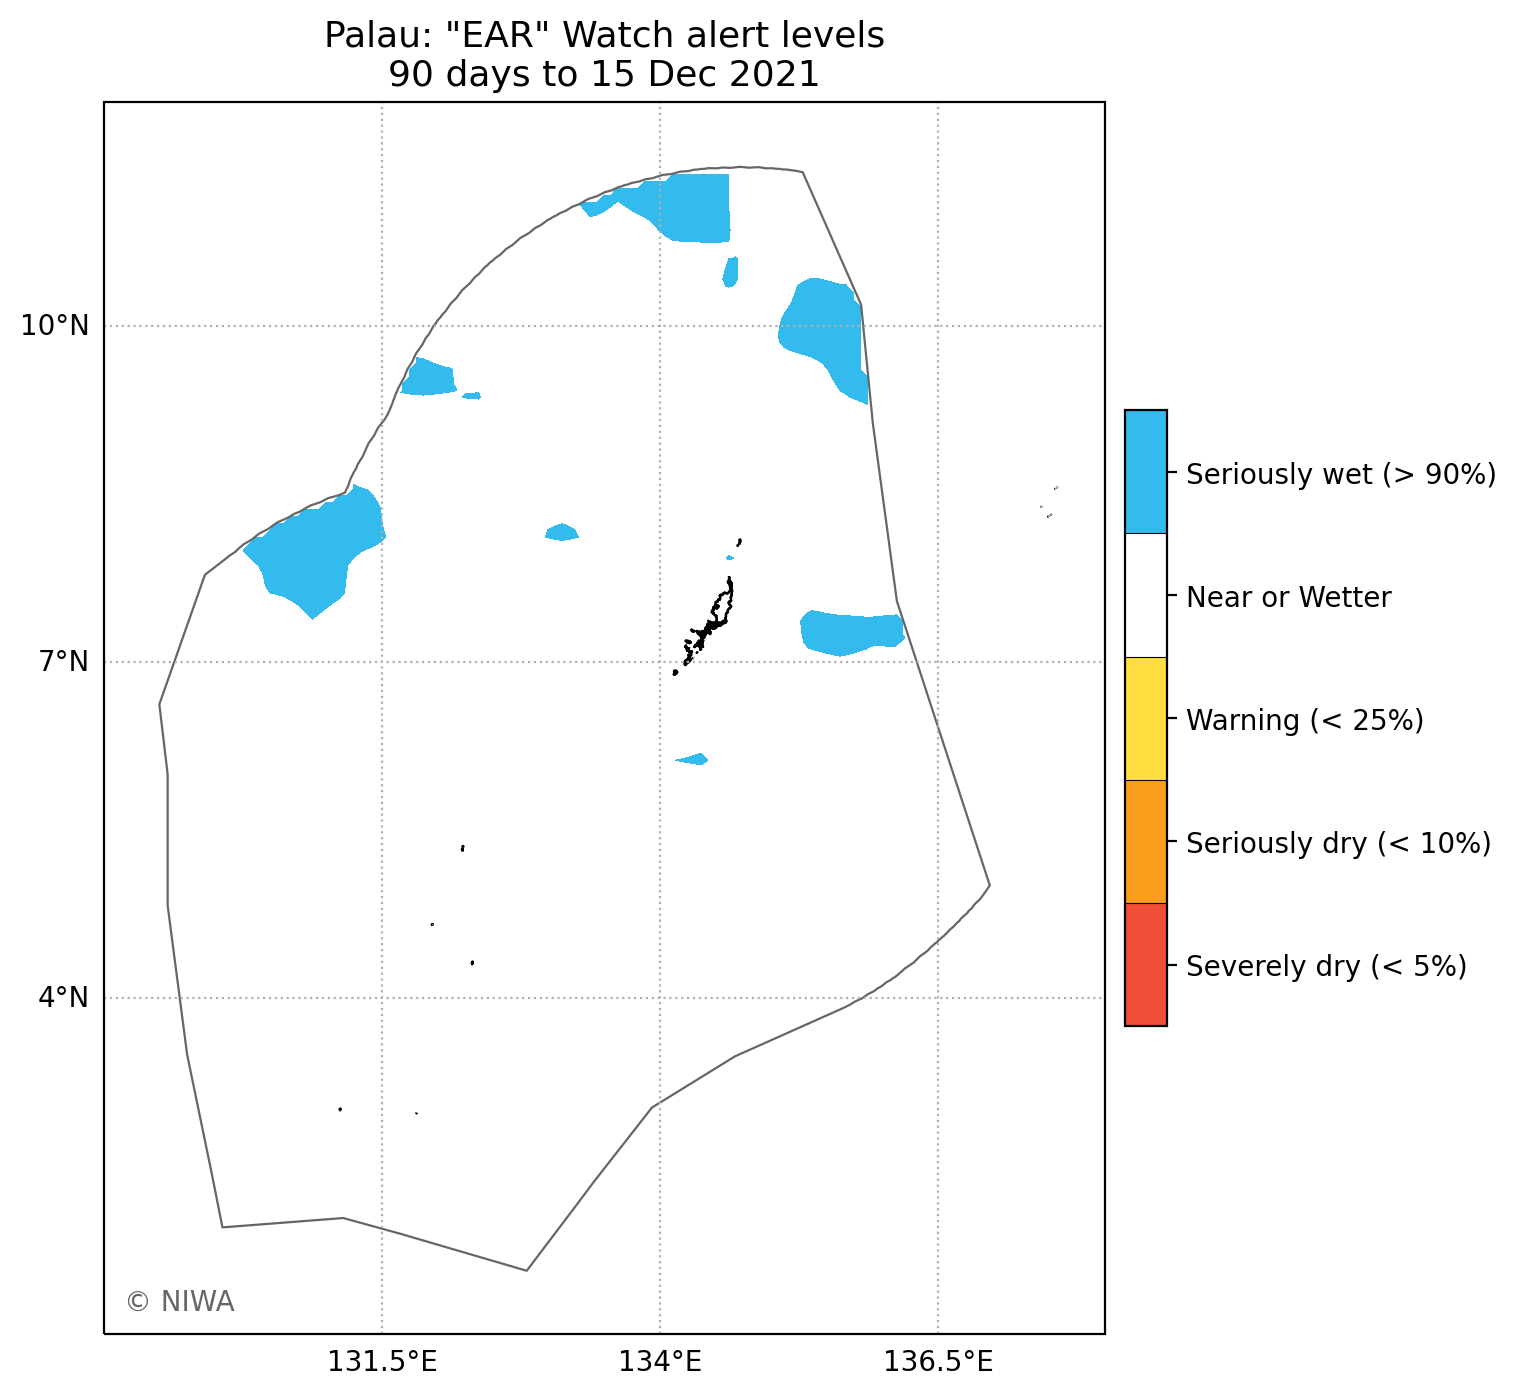 Palau: "EAR" Watch alert levels
90 days to 15 Dec 2021
10°N
7°N
4°N
131.5°E
134°E
136.5°E
Seriously wet (> 90%)
Near or Wetter
Warning (< 25%)
Seriously dry (< 10%)
Severely dry (< 5%)
© NIWA